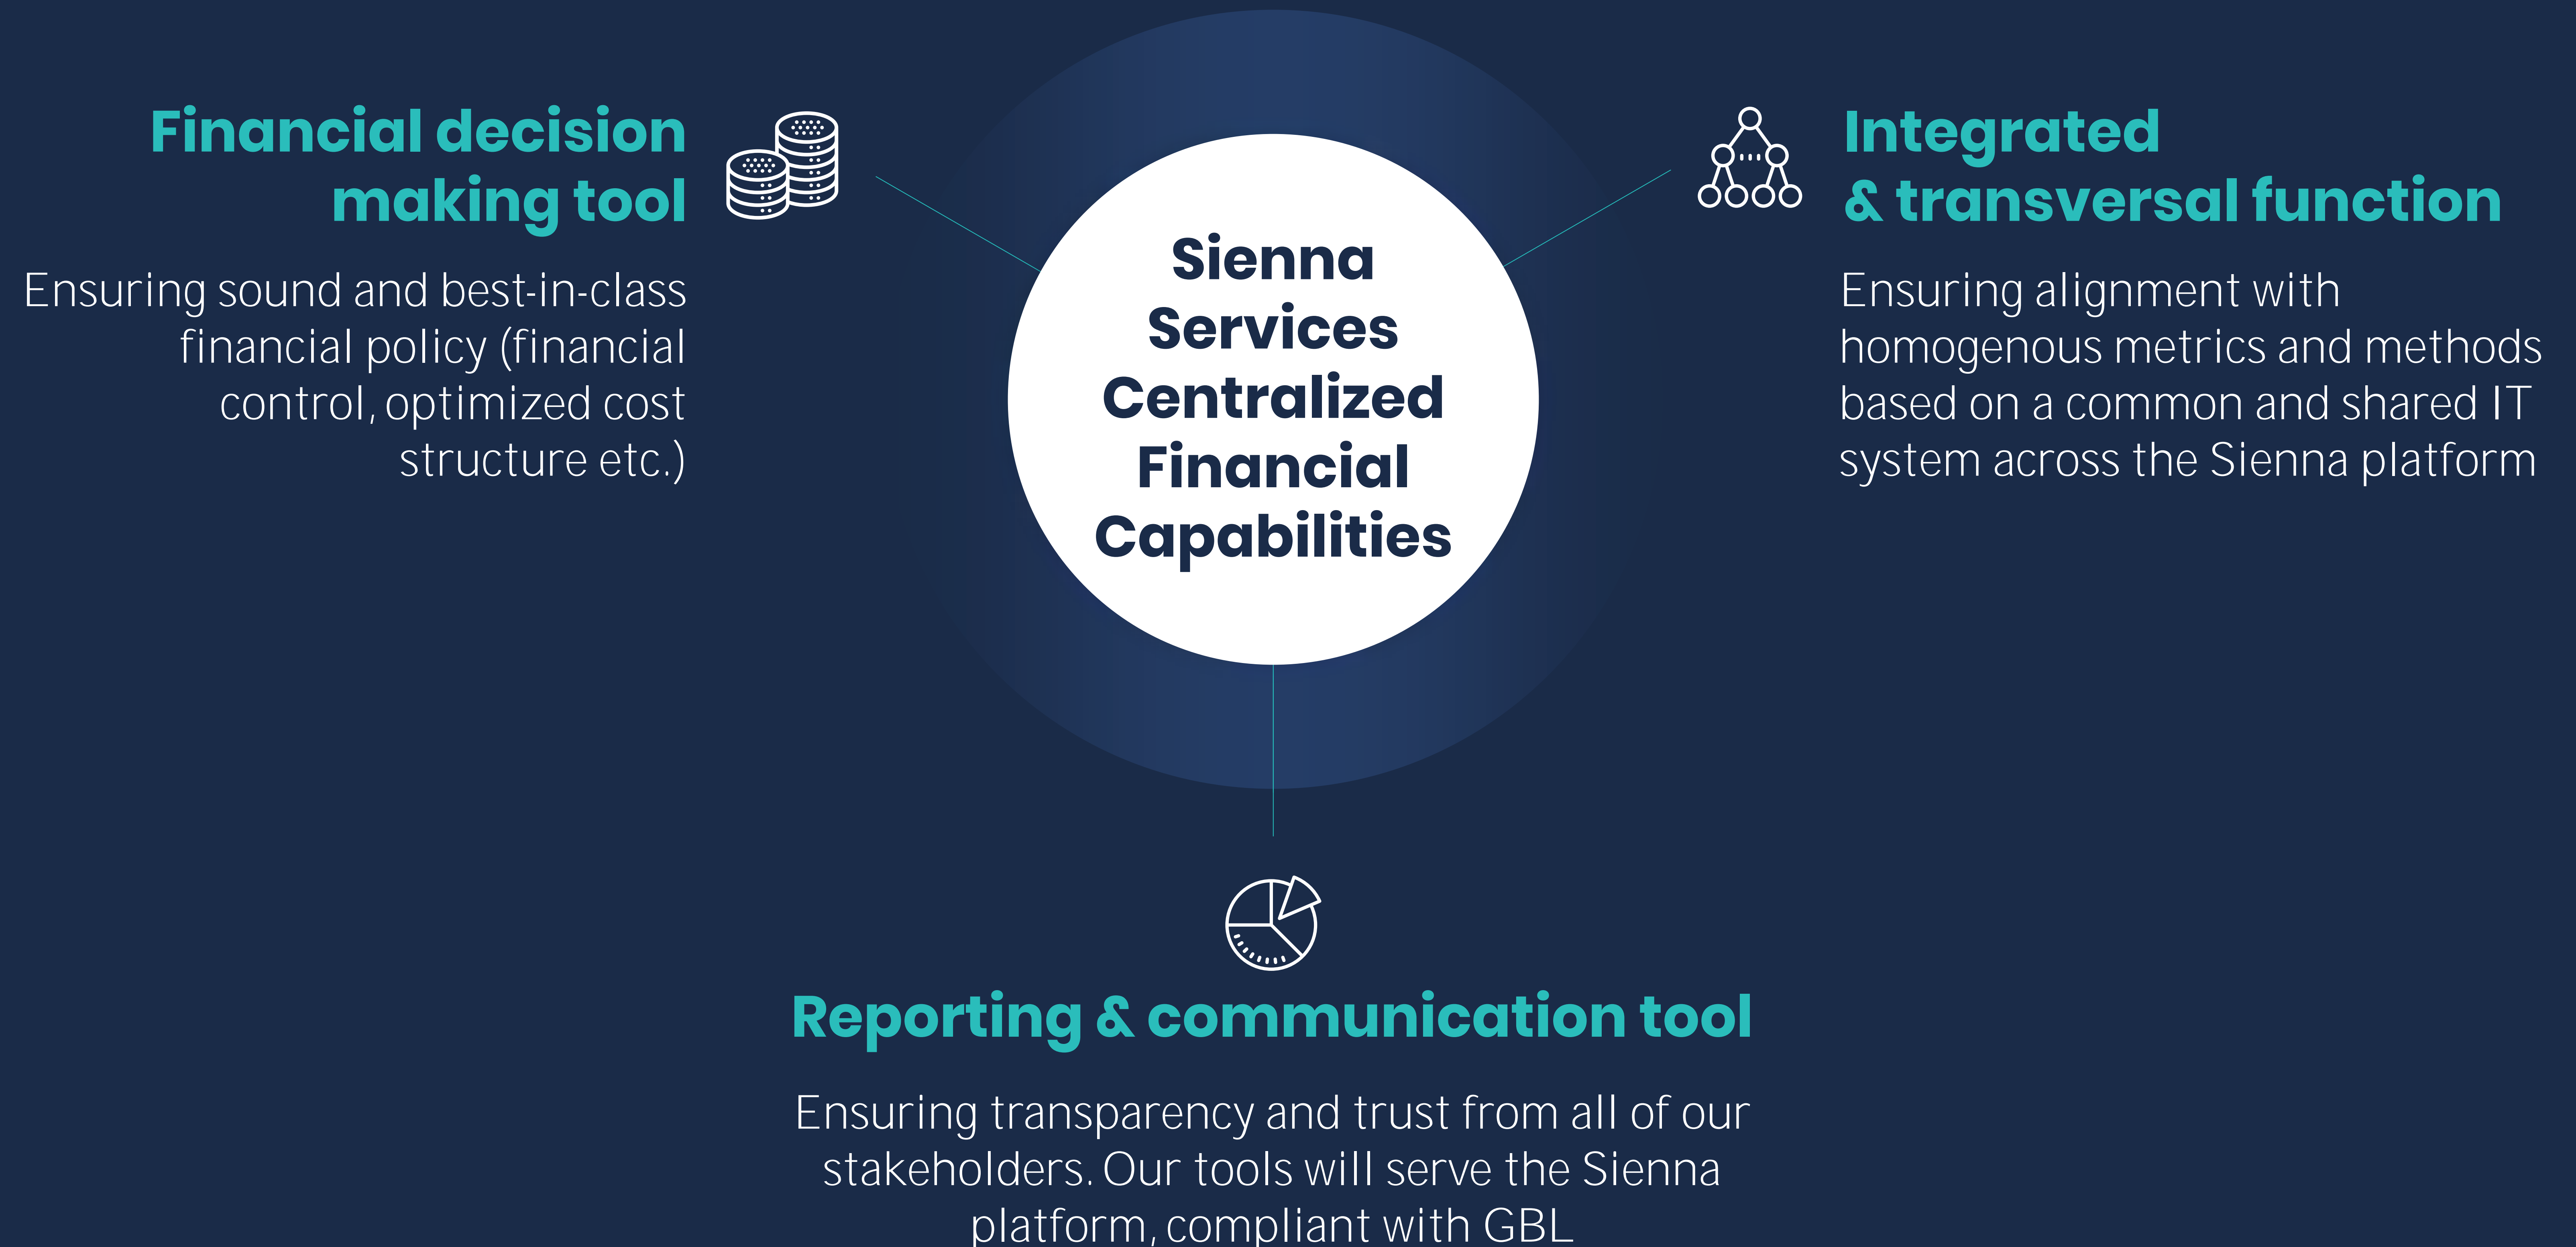 Financial decision
making tool
Ensuring sound and best-in-class
financial policy (financial
control, optimized cost
structure etc.)
Sienna
Services
Centralized
Financial
Capabilities
Integrated
& transversal function
Ensuring alignment with
homogenous metrics and methods
based on a common and shared IT
system across the Sienna platform
Reporting & communication tool
Ensuring transparency and trust from all of our
stakeholders. Our tools will serve the Sienna
platform, compliant with GBL